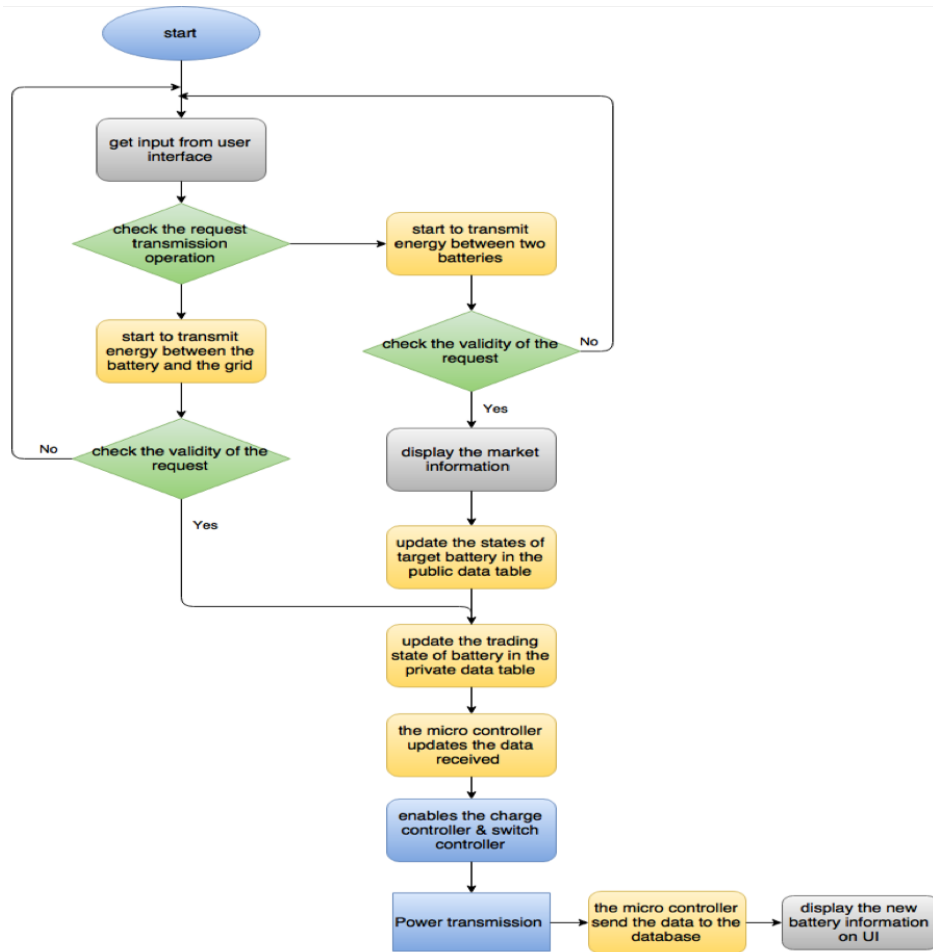 start
get input from user
interface
check the request
transmission
operation
start to transmit
energy between two
batteries
start to transmit
energy between the
battery and the grid
check the validity of the
request
No
Yes
check the validity of the
request
No
Yes
display the market
information
update the states of
target battery in the
public data table
update the trading
state of battery in the
private data table
the micro controller
updates the data
received
enables the charge
controller & switch
controller
Power transmission
the micro controller
send the data to the
database
display the new
battery information
on UI